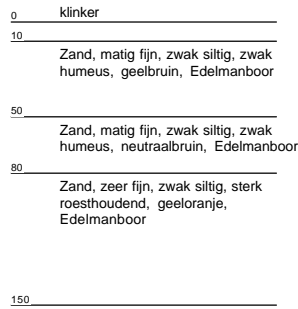 0 klinker
10
Zand, matig fijn, zwak siltig, zwak
humeus, geelbruin, Edelmanboor
50
Zand, matig fijn, zwak siltig, zwak
humeus, neutraalbruin, Edelmanboor
80
Zand, zeer fijn, zwak siltig, sterk
roesthoudend, geeloranje,
Edelmanboor
150